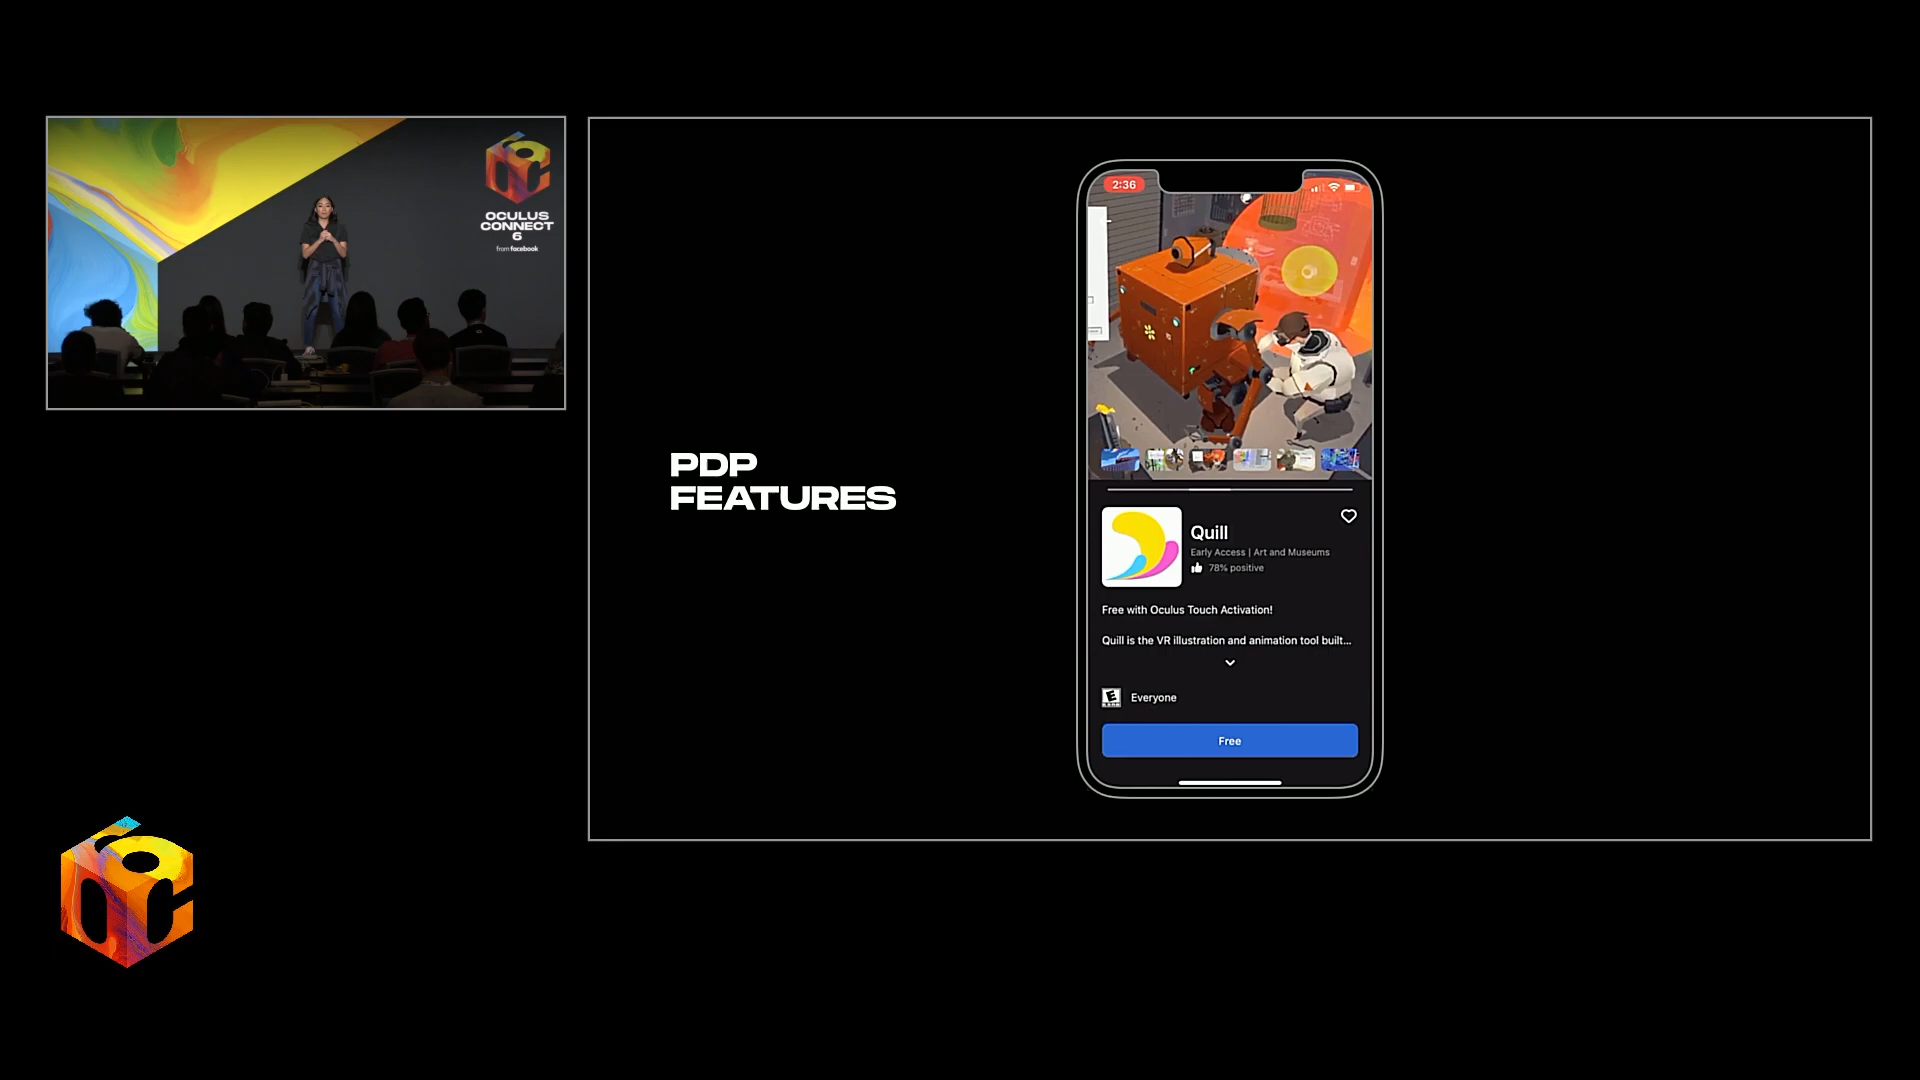 OCULUS
CONNECT
6
from facebook
PDP
FEATURES
2:36
Quill
Early Access | Art and Museums
78% positive
Free with Oculus Touch Activation!
Quill is the VR illustration and animation tool built...
E
Everyone
Free